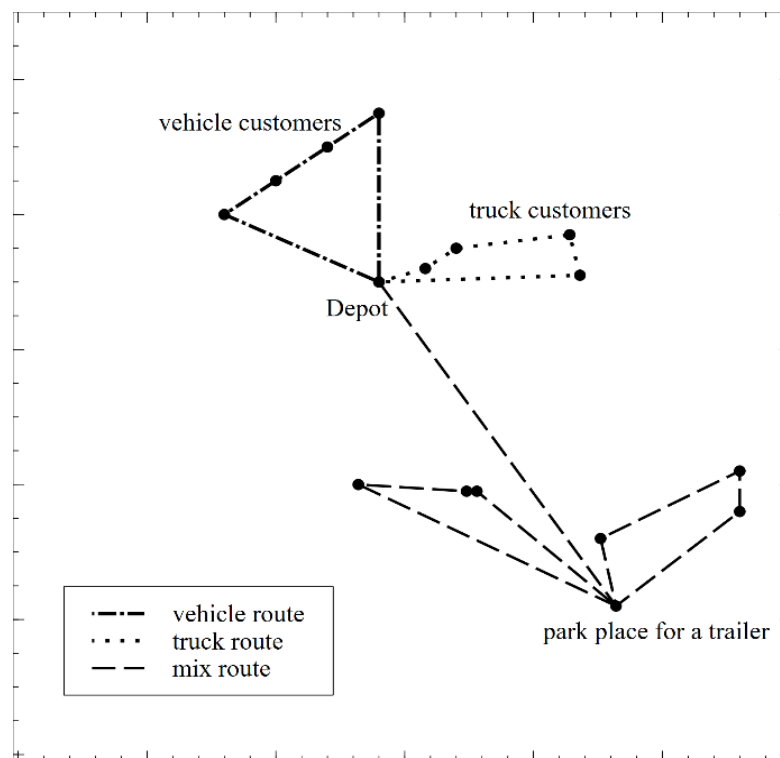 vehicle customers
truck customers
Depot
vehicle route
truck route
mix route
park place for a trailer